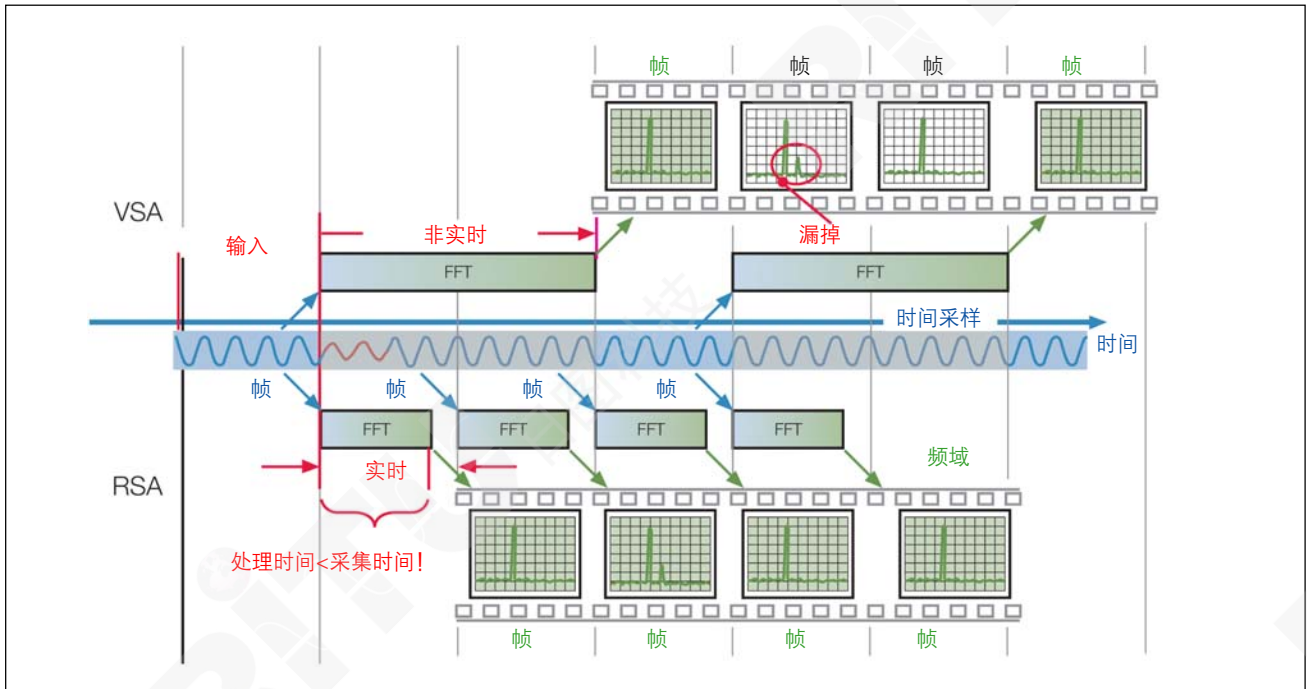 帧 帧 帧 帧
VSA
输入 非实时 漏掉
FFT FFT
时间采样
时间
帧 帧 帧 帧
FFT FFT FFT FFT
实时 频域
RSA
处理时间<采集时间!
帧 帧 帧 帧